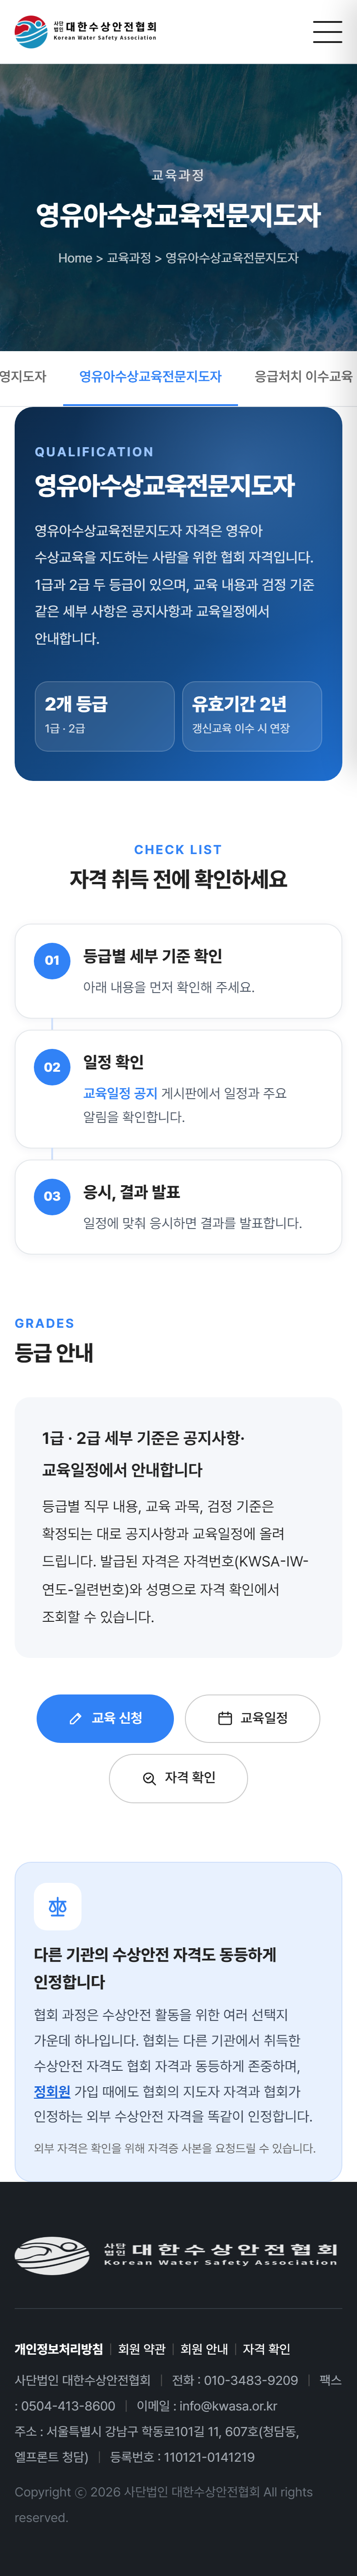 사단법인 대한수상안전협회
Korean Water Safety Association
교육과정
영유아수상교육전문지도자
Home > 교육과정 > 영유아수상교육전문지도자
영지도자 영유아수상교육전문지도자 응급처치 이수교육
QUALIFICATION
영유아수상교육전문지도자
영유아수상교육전문지도자 자격은 영유아
수상교육을 지도하는 사람을 위한 협회 자격입니다.
1급과 2급 두 등급이 있으며, 교육 내용과 검정 기준
같은 세부 사항은 공지사항과 교육일정에서
안내합니다.
2개 등급
1급 · 2급
유효기간 2년
갱신교육 이수 시 연장
CHECK LIST
자격 취득 전에 확인하세요
01
등급별 세부 기준 확인
아래 내용을 먼저 확인해 주세요.
02
일정 확인
교육일정 공지 게시판에서 일정과 주요
알림을 확인합니다.
03
응시, 결과 발표
일정에 맞춰 응시하면 결과를 발표합니다.
GRADES
등급 안내
1급 · 2급 세부 기준은 공지사항·
교육일정에서 안내합니다
등급별 직무 내용, 교육 과목, 검정 기준은
확정되는 대로 공지사항과 교육일정에 올려
드립니다. 발급된 자격은 자격번호(KWSA-IW-
연도-일련번호)와 성명으로 자격 확인에서
조회할 수 있습니다.
교육 신청
교육일정
자격 확인
다른 기관의 수상안전 자격도 동등하게
인정합니다
협회 과정은 수상안전 활동을 위한 여러 선택지
가운데 하나입니다. 협회는 다른 기관에서 취득한
수상안전 자격도 협회 자격과 동등하게 존중하며,
정회원 가입 때에도 협회의 지도자 자격과 협회가
인정하는 외부 수상안전 자격을 똑같이 인정합니다.
외부 자격은 확인을 위해 자격증 사본을 요청드릴 수 있습니다.
사단법인 대한수상안전협회
Korean Water Safety Association
개인정보처리방침 | 회원 약관 | 회원 안내 | 자격 확인
사단법인 대한수상안전협회 | 전화 : 010-3483-9209 | 팩스
: 0504-413-8600 | 이메일 : info@kwasa.or.kr
주소 : 서울특별시 강남구 학동로101길 11, 607호(청담동,
엘프론트 청담) | 등록번호 : 110121-0141219
Copyright ⓒ 2026 사단법인 대한수상안전협회 All rights
reserved.